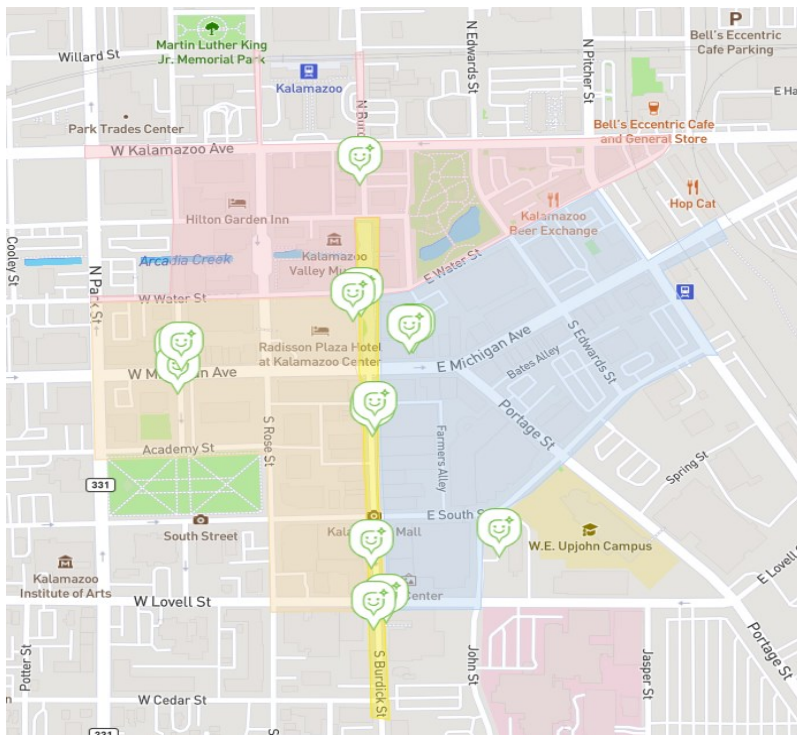 Willard St
Martin Luther King
Jr. Memorial Park
Kalamazoo
N Edwards St
N Pitcher St
P
Bell's Eccentric
Cafe Parking
Park Trades Center
Bell's Eccentric Cafe
and General Store
W Kalamazoo Ave
Hilton Garden Inn
Kalamazoo
Beer Exchange
Hop Cat
Cooley St
N Park St
Arcadia Creek
Kalamazoo
E Water St
W Water St
Radisson Plaza Hotel
at Kalamazoo Center
E Michigan Ave
S Edwards St
Bates Alley
Portage St
Academy St
S Rose St
Farmers Alley
Spring St
331
E South S
Mall
South Street
W.E. Upjohn Campus
Kalamazoo
Institute of Arts
W Lovell St
Center
E Lovell
Potter St
S Burdick St
John St
Jasper St
Portage St
W Cedar St
331